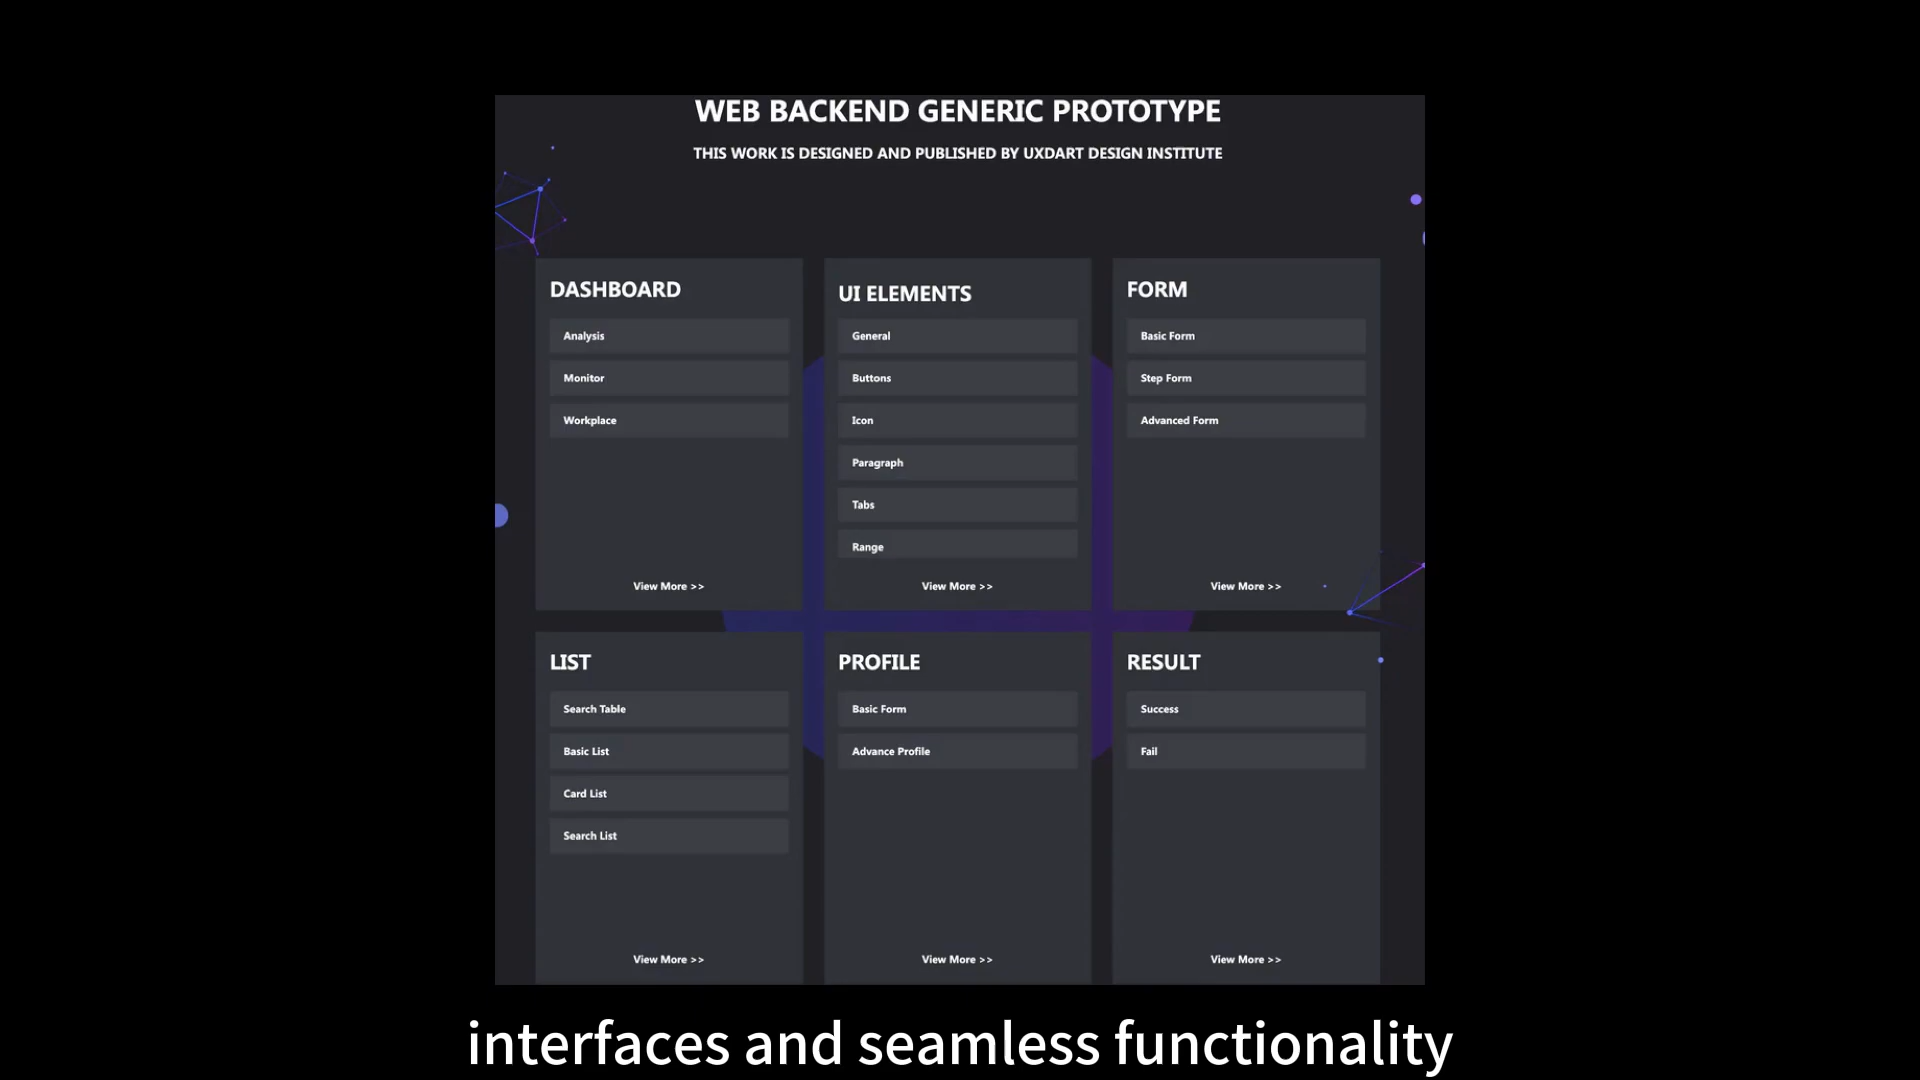 WEB BACKEND GENERIC PROTOTYPE
THIS WORK IS DESIGNED AND PUBLISHED BY UXDART DESIGN INSTITUTE
DASHBOARD
Analysis
Monitor
Workplace
View More >>
UI ELEMENTS
General
Buttons
Icon
Paragraph
Tabs
Range
View More >>
FORM
Basic Form
Step Form
Advanced Form
View More >>
LIST
Search Table
Basic List
Card List
Search List
View More >>
PROFILE
Basic Form
Advance Profile
View More >>
RESULT
Success
Fail
View More >>
interfaces and seamless functionality